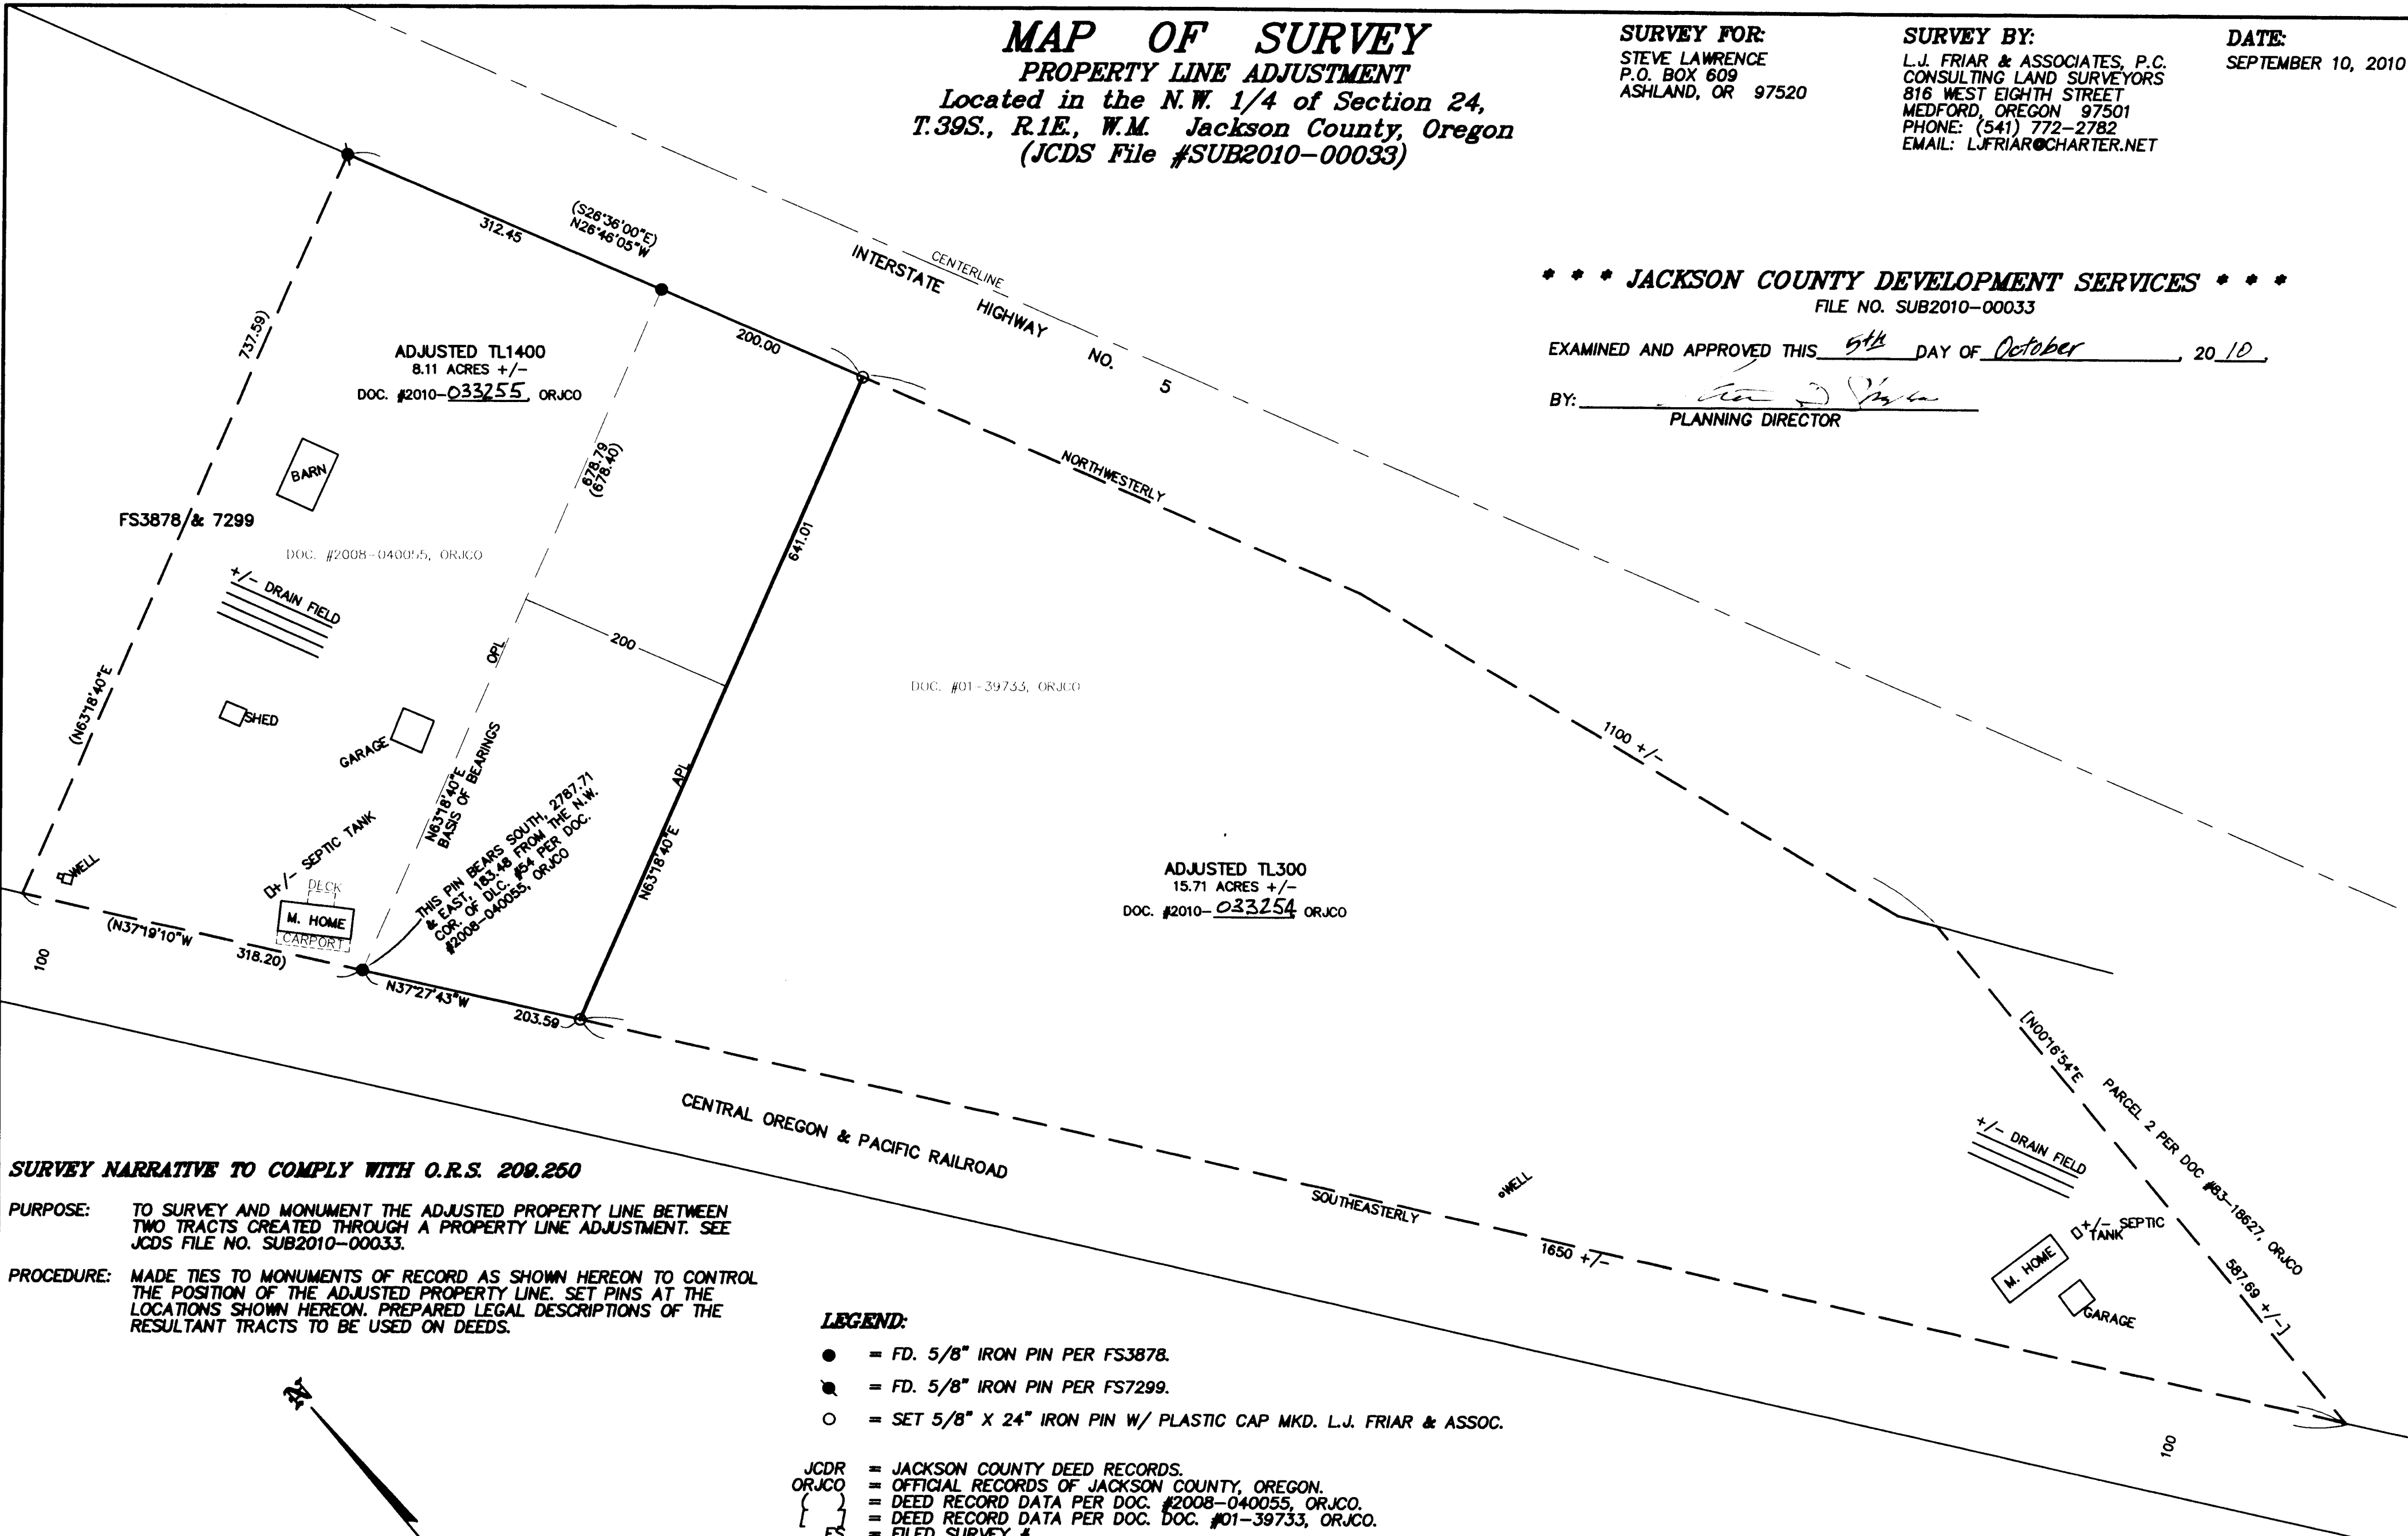 MAP OF SURVEY
PROPERTY LINE ADJUSTMENT
Located in the N.W. 1/4 of Section 24,
T.39S., R.1E., W.M. Jackson County, Oregon
(JCDS File #SUB2010-00033)
SURVEY FOR:
STEVE LAWRENCE
P.O. BOX 609
ASHLAND, OR 97520
SURVEY BY:
L.J. FRIAR & ASSOCIATES, P.C.
CONSULTING LAND SURVEYORS
816 WEST EIGHTH STREET
MEDFORD, OREGON 97501
PHONE: (541) 772-2782
EMAIL: LJFRIAR@CHARTER.NET
DATE:
SEPTEMBER 10, 2010
* * * JACKSON COUNTY DEVELOPMENT SERVICES * * *
FILE NO. SUB2010-00033
EXAMINED AND APPROVED THIS 5th DAY OF October, 2010.
BY:
PLANNING DIRECTOR
312.45
(S26°36'00"E)
N26°46'05"W
CENTERLINE
INTERSTATE HIGHWAY NO. 5
200.00
737.59)
ADJUSTED TL1400
8.11 ACRES +/-
DOC. #2010-033255, ORJCO
678.79
(678.40)
NORTHWESTERLY
BARN
641.01
FS3878 & 7299
DOC. #2008-040055, ORJCO
+/- DRAIN FIELD
OPL
200
DOC. #01-39733, ORJCO
(N63°18'40"E
SHED
GARAGE
1100 +/-
N63°18'40"E
BASIS OF BEARINGS
APL
THIS PIN BEARS SOUTH, 2787.71
& EAST, 183.48 FROM THE N.W.
COR. OF DLC. #54 PER DOC.
#2008-040055, ORJCO
N63°18'40"E
+/- SEPTIC TANK
WELL
DECK
M. HOME
CARPORT
ADJUSTED TL300
15.71 ACRES +/-
DOC. #2010-033254 ORJCO
(N37°19'10"W
318.20)
100
N37°27'43"W
203.59
CENTRAL OREGON & PACIFIC RAILROAD
[N00°16'54"E
PARCEL 2 PER DOC #83-18627, ORJCO
587.69 +/-]
+/- DRAIN FIELD
WELL
SOUTHEASTERLY
1650 +/-
+/- SEPTIC
TANK
M. HOME
GARAGE
100
SURVEY NARRATIVE TO COMPLY WITH O.R.S. 209.250
PURPOSE: TO SURVEY AND MONUMENT THE ADJUSTED PROPERTY LINE BETWEEN
TWO TRACTS CREATED THROUGH A PROPERTY LINE ADJUSTMENT. SEE
JCDS FILE NO. SUB2010-00033.
PROCEDURE: MADE TIES TO MONUMENTS OF RECORD AS SHOWN HEREON TO CONTROL
THE POSITION OF THE ADJUSTED PROPERTY LINE. SET PINS AT THE
LOCATIONS SHOWN HEREON. PREPARED LEGAL DESCRIPTIONS OF THE
RESULTANT TRACTS TO BE USED ON DEEDS.
N
LEGEND:
= FD. 5/8" IRON PIN PER FS3878.
= FD. 5/8" IRON PIN PER FS7299.
= SET 5/8" X 24" IRON PIN W/ PLASTIC CAP MKD. L.J. FRIAR & ASSOC.
JCDR = JACKSON COUNTY DEED RECORDS.
ORJCO = OFFICIAL RECORDS OF JACKSON COUNTY, OREGON.
( ) = DEED RECORD DATA PER DOC. #2008-040055, ORJCO.
[ ] = DEED RECORD DATA PER DOC. DOC. #01-39733, ORJCO.
FS = FILED SURVEY #